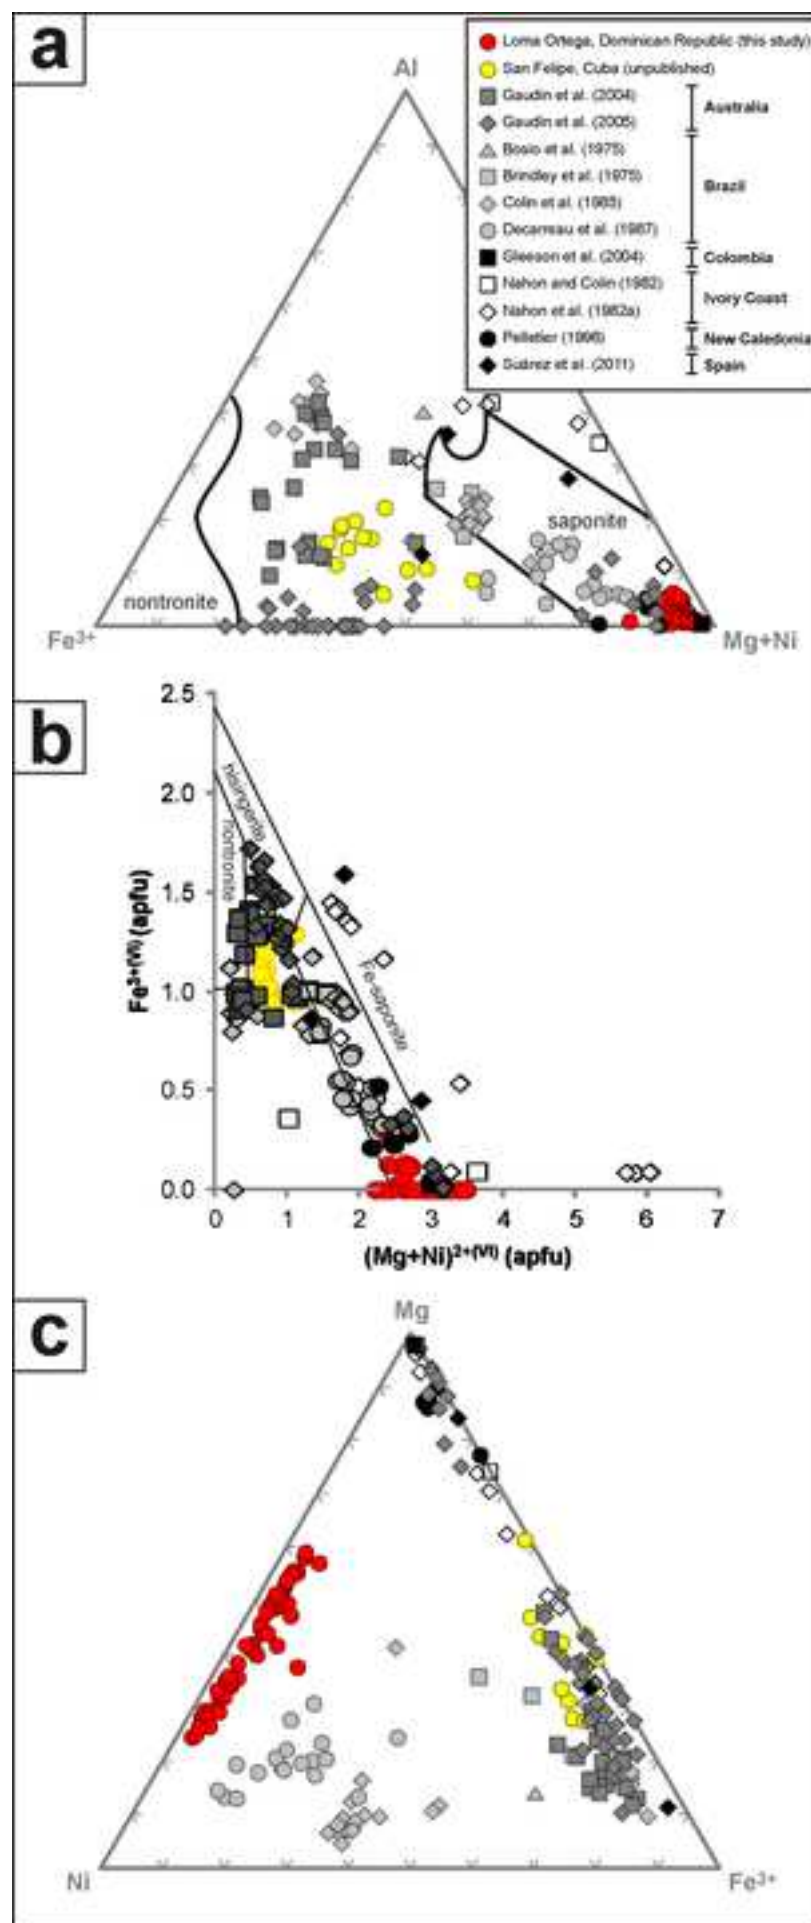 a
Al
Loma Ortega, Dominican Republic (this study)
San Felipe, Cuba (unpublished)
Gaudin et al. (2004)
Gaudin et al. (2005)
Australia
Bosio et al. (1975)
Brindley et al. (1975)
Colin et al. (1985)
Decarreau et al. (1987)
Brazil
Gleeson et al. (2004)
Colombia
Nahon and Colin (1982)
Nahon et al. (1982a)
Ivory Coast
Pelletier (1996)
New Caledonia
Suárez et al. (2011)
Spain
saponite
nontronite
Fe³⁺
Mg+Ni
b
2.5
2.0
1.5
1.0
0.5
0.0
Fe³⁺⁽ⱽᴵ⁾ (apfu)
hisingerite
nontronite
Fe-saponite
0 1 2 3 4 5 6 7
(Mg+Ni)²⁺⁽ⱽᴵ⁾ (apfu)
c
Mg
Ni
Fe³⁺